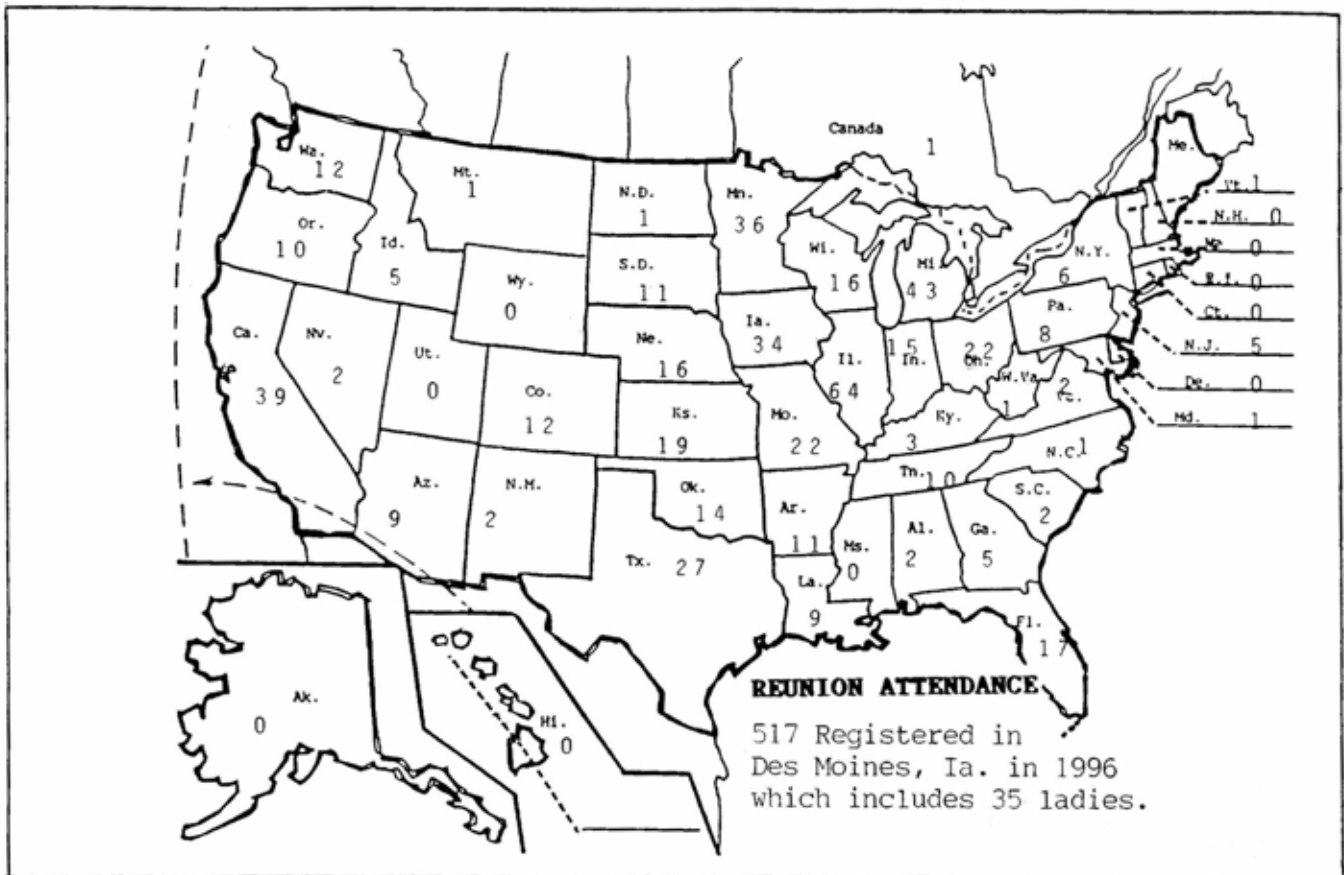 Canada
1
Me.
Wa.
12
Mt.
1
N.D.
1
Mn.
36
Vt. 1
N.H. 0
Or.
10
Id.
5
S.D.
11
Wi.
16
Mi.
43
N.Y.
6
0
R.I. 0
Wy.
0
Ia.
34
Pa.
8
Ct. 0
Ca.
39
Nv.
2
Ut.
0
Ne.
16
Il.
64
15
In.
22
Oh.
N.J. 5
Co.
12
W.Va
1
2
De. 0
Ks.
19
Mo.
22
Ky.
3
Md. 1
Az.
9
N.M.
2
Ok.
14
Tn. 10
N.C. 1
Ar.
11
S.C.
2
Ms.
0
Al.
2
Ga.
5
Tx. 27
La.
9
Fl.
17
Ak.
0
Hi.
0
REUNION ATTENDANCE
517 Registered in
Des Moines, Ia. in 1996
which includes 35 ladies.